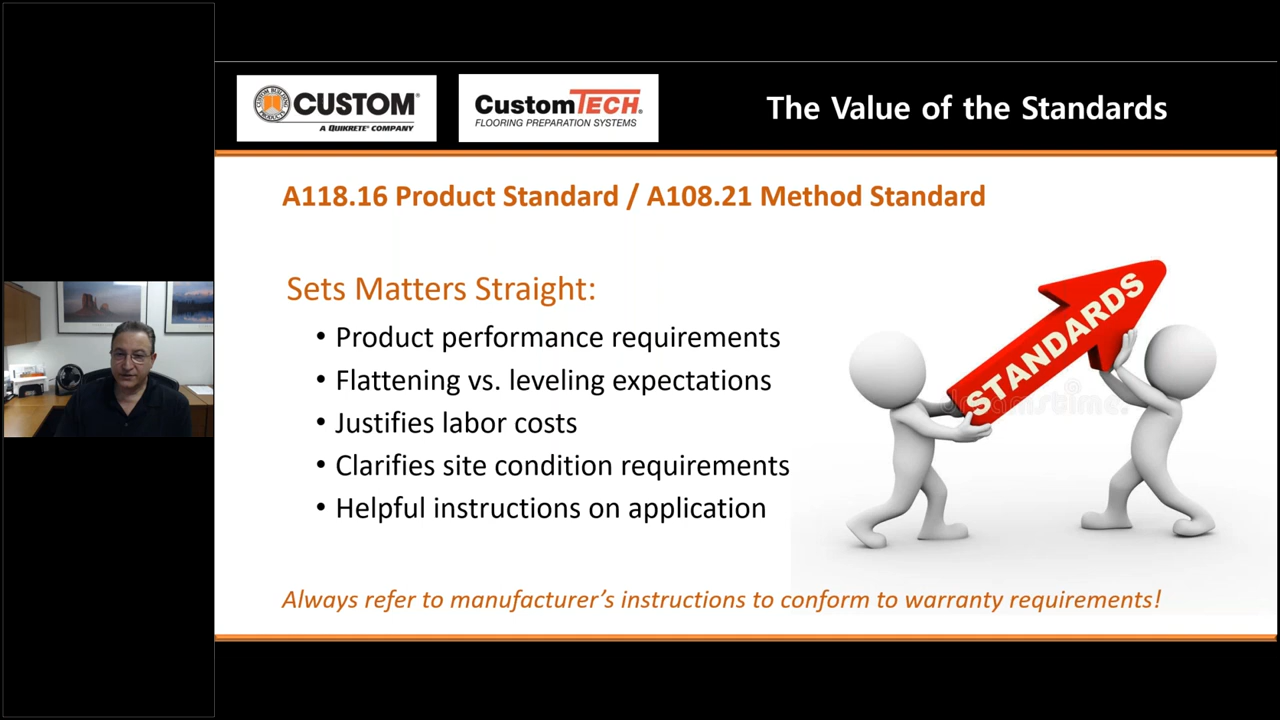 CUSTOM®
A QUIKRETE® COMPANY
CustomTECH®
FLOORING PREPARATION SYSTEMS
The Value of the Standards
A118.16 Product Standard / A108.21 Method Standard
Sets Matters Straight:
• Product performance requirements
• Flattening vs. leveling expectations
• Justifies labor costs
• Clarifies site condition requirements
• Helpful instructions on application
STANDARDS
dreamstime.
Always refer to manufacturer's instructions to conform to warranty requirements!